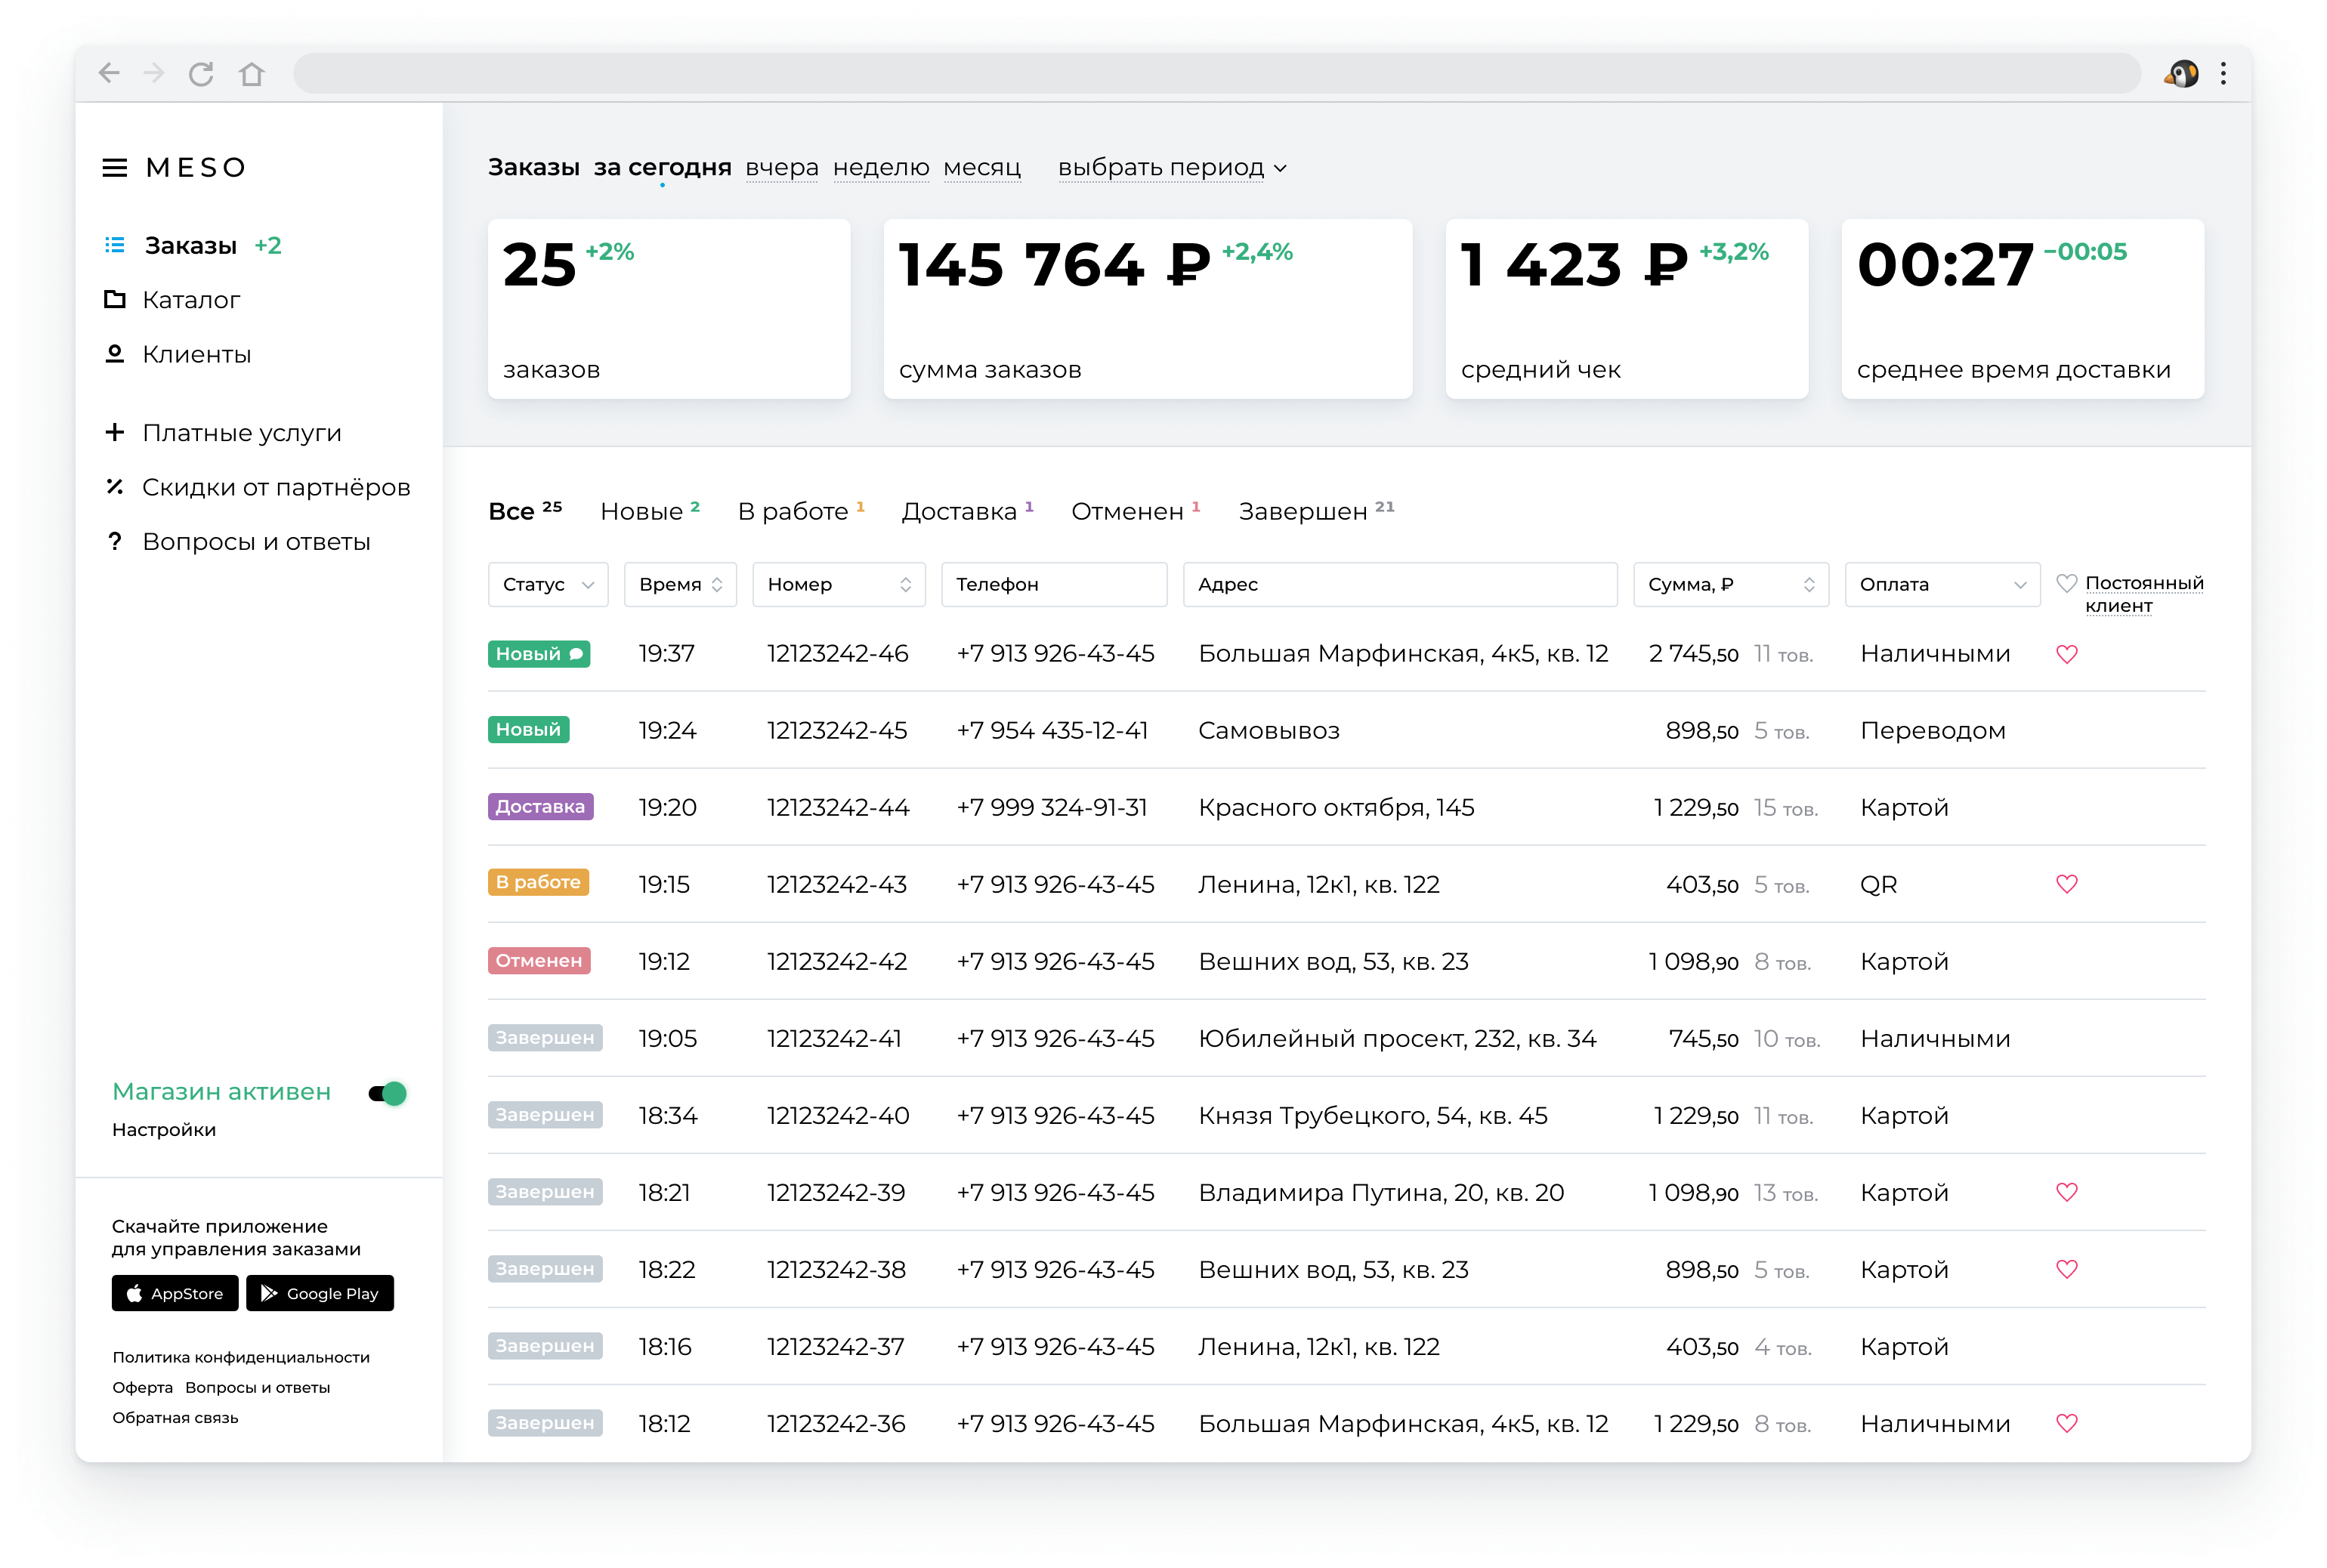 MESO
Заказы +2
Каталог
Клиенты
Платные услуги
Скидки от партнёров
Вопросы и ответы
Магазин активен
Настройки
Скачайте приложение
для управления заказами
AppStore Google Play
Политика конфиденциальности
Оферта Вопросы и ответы
Обратная связь
Заказы за сегодня вчера неделю месяц выбрать период
25 +2%
заказов
145 764 ₽ +2,4%
сумма заказов
1 423 ₽ +3,2%
средний чек
00:27 −00:05
среднее время доставки
Все 25 Новые 2 В работе 1 Доставка 1 Отменен 1 Завершен 21
Статус Время Номер Телефон Адрес Сумма, ₽ Оплата Постоянный
клиент
Новый 19:37 12123242-46 +7 913 926-43-45 Большая Марфинская, 4к5, кв. 12 2 745,50 11 тов. Наличными
Новый 19:24 12123242-45 +7 954 435-12-41 Самовывоз 898,50 5 тов. Переводом
Доставка 19:20 12123242-44 +7 999 324-91-31 Красного октября, 145 1 229,50 15 тов. Картой
В работе 19:15 12123242-43 +7 913 926-43-45 Ленина, 12к1, кв. 122 403,50 5 тов. QR
Отменен 19:12 12123242-42 +7 913 926-43-45 Вешних вод, 53, кв. 23 1 098,90 8 тов. Картой
Завершен 19:05 12123242-41 +7 913 926-43-45 Юбилейный просект, 232, кв. 34 745,50 10 тов. Наличными
Завершен 18:34 12123242-40 +7 913 926-43-45 Князя Трубецкого, 54, кв. 45 1 229,50 11 тов. Картой
Завершен 18:21 12123242-39 +7 913 926-43-45 Владимира Путина, 20, кв. 20 1 098,90 13 тов. Картой
Завершен 18:22 12123242-38 +7 913 926-43-45 Вешних вод, 53, кв. 23 898,50 5 тов. Картой
Завершен 18:16 12123242-37 +7 913 926-43-45 Ленина, 12к1, кв. 122 403,50 4 тов. Картой
Завершен 18:12 12123242-36 +7 913 926-43-45 Большая Марфинская, 4к5, кв. 12 1 229,50 8 тов. Наличными